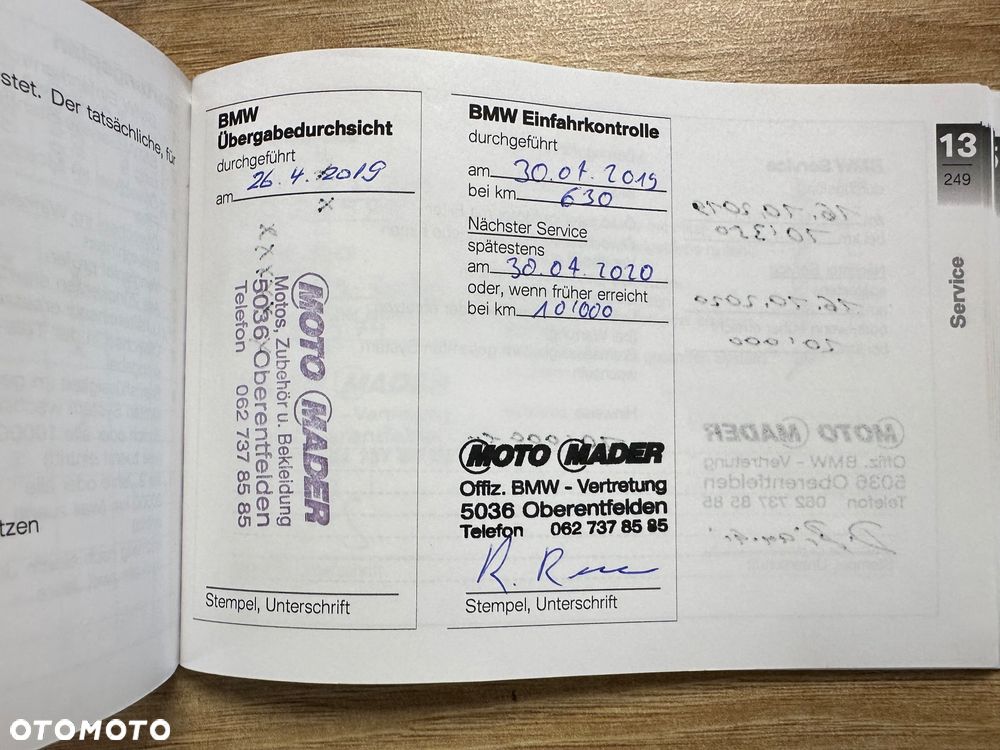 stet. Der tatsächliche, für
tzen
BMW
Übergabedurchsicht
durchgeführt
am 26.4.2019
MOTO MADER
Motos, Zubehör u. Bekleidung
5036 Oberentfelden
Telefon 062 737 85 85
Stempel, Unterschrift
BMW Einfahrkontrolle
durchgeführt
am 30.07.2019
bei km 630
Nächster Service
spätestens
am 30.07.2020
oder, wenn früher erreicht
bei km 10'000
MOTO MADER
Offiz. BMW - Vertretung
5036 Oberentfelden
Telefon 062 737 85 85
Stempel, Unterschrift
13
249
Service
OTOMOTO